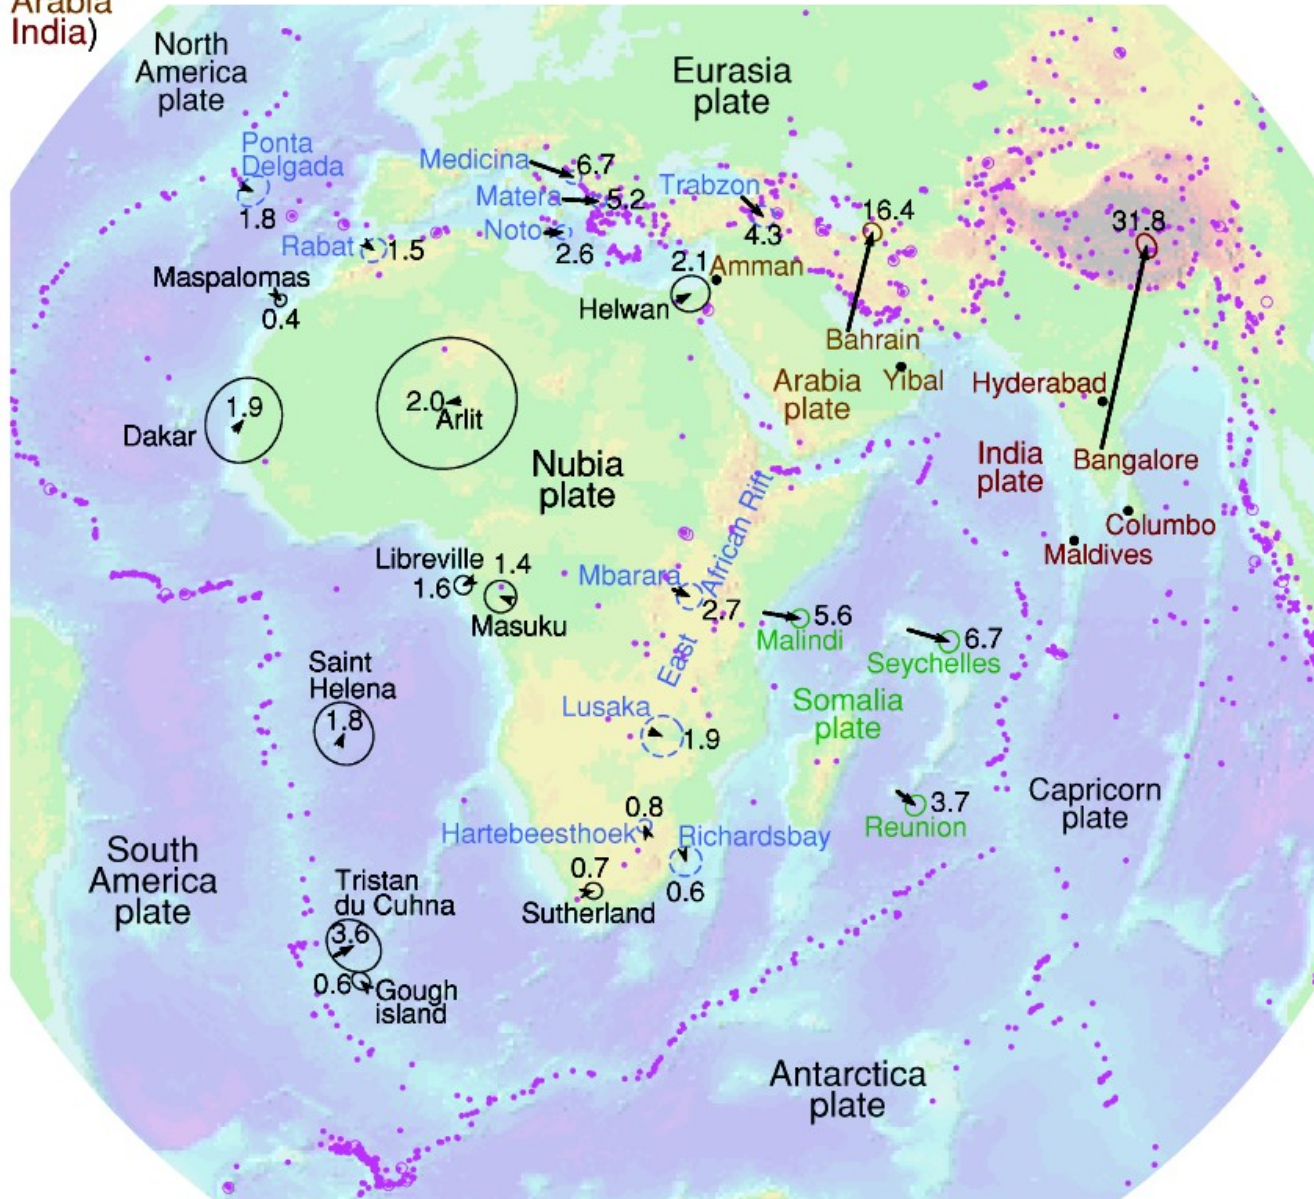 Arabia
India)
North
America
plate
Eurasia
plate
Ponta
Delgada
1.8
Medicina
6.7
Matera
5.2
Noto
2.6
Trabzon
4.3
16.4
31.8
Rabat
1.5
Maspalomas
0.4
2.1
Amman
Helwan
Bahrain
Arabia
plate
Yibal
Hyderabad
1.9
Dakar
2.0
Arlit
Nubia
plate
India
plate
Bangalore
Columbo
Maldives
East African Rift
Libreville
1.6
1.4
Masuku
Mbarara
2.7
5.6
Malindi
6.7
Seychelles
Saint
Helena
1.8
Lusaka
1.9
Somalia
plate
3.7
Reunion
Capricorn
plate
0.8
Hartebeesthoek
Richardsbay
0.6
0.7
Sutherland
South
America
plate
Tristan
du Cuhna
3.6
0.6
Gough
island
Antarctica
plate